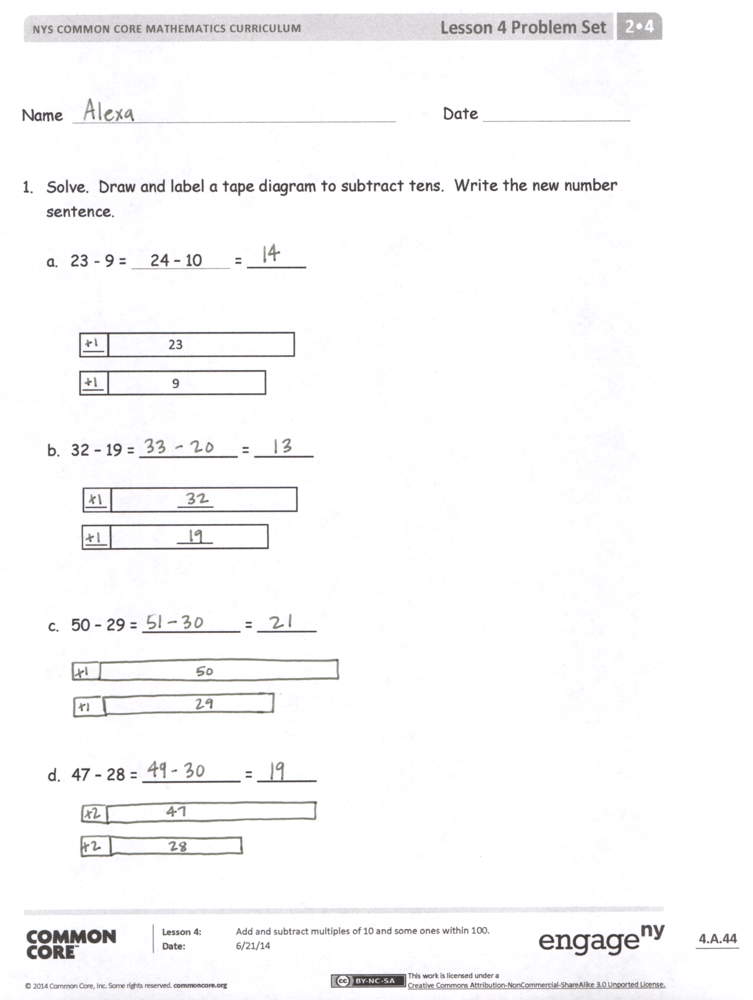 NYS COMMON CORE MATHEMATICS CURRICULUM Lesson 4 Problem Set 2•4
Name Alexa Date
1. Solve. Draw and label a tape diagram to subtract tens. Write the new number
sentence.
a. 23 - 9 = 24 - 10 = 14
+1 23
+1 9
b. 32 - 19 = 33 - 20 = 13
+1 32
+1 19
c. 50 - 29 = 51 - 30 = 21
+1 50
+1 29
d. 47 - 28 = 49 - 30 = 19
+2 47
+2 28
COMMON CORE™ Lesson 4: Add and subtract multiples of 10 and some ones within 100.
Date: 6/21/14
engage ny 4.A.44
© 2014 Common Core, Inc. Some rights reserved. commoncore.org
cc BY-NC-SA This work is licensed under a
Creative Commons Attribution-NonCommercial-ShareAlike 3.0 Unported License.